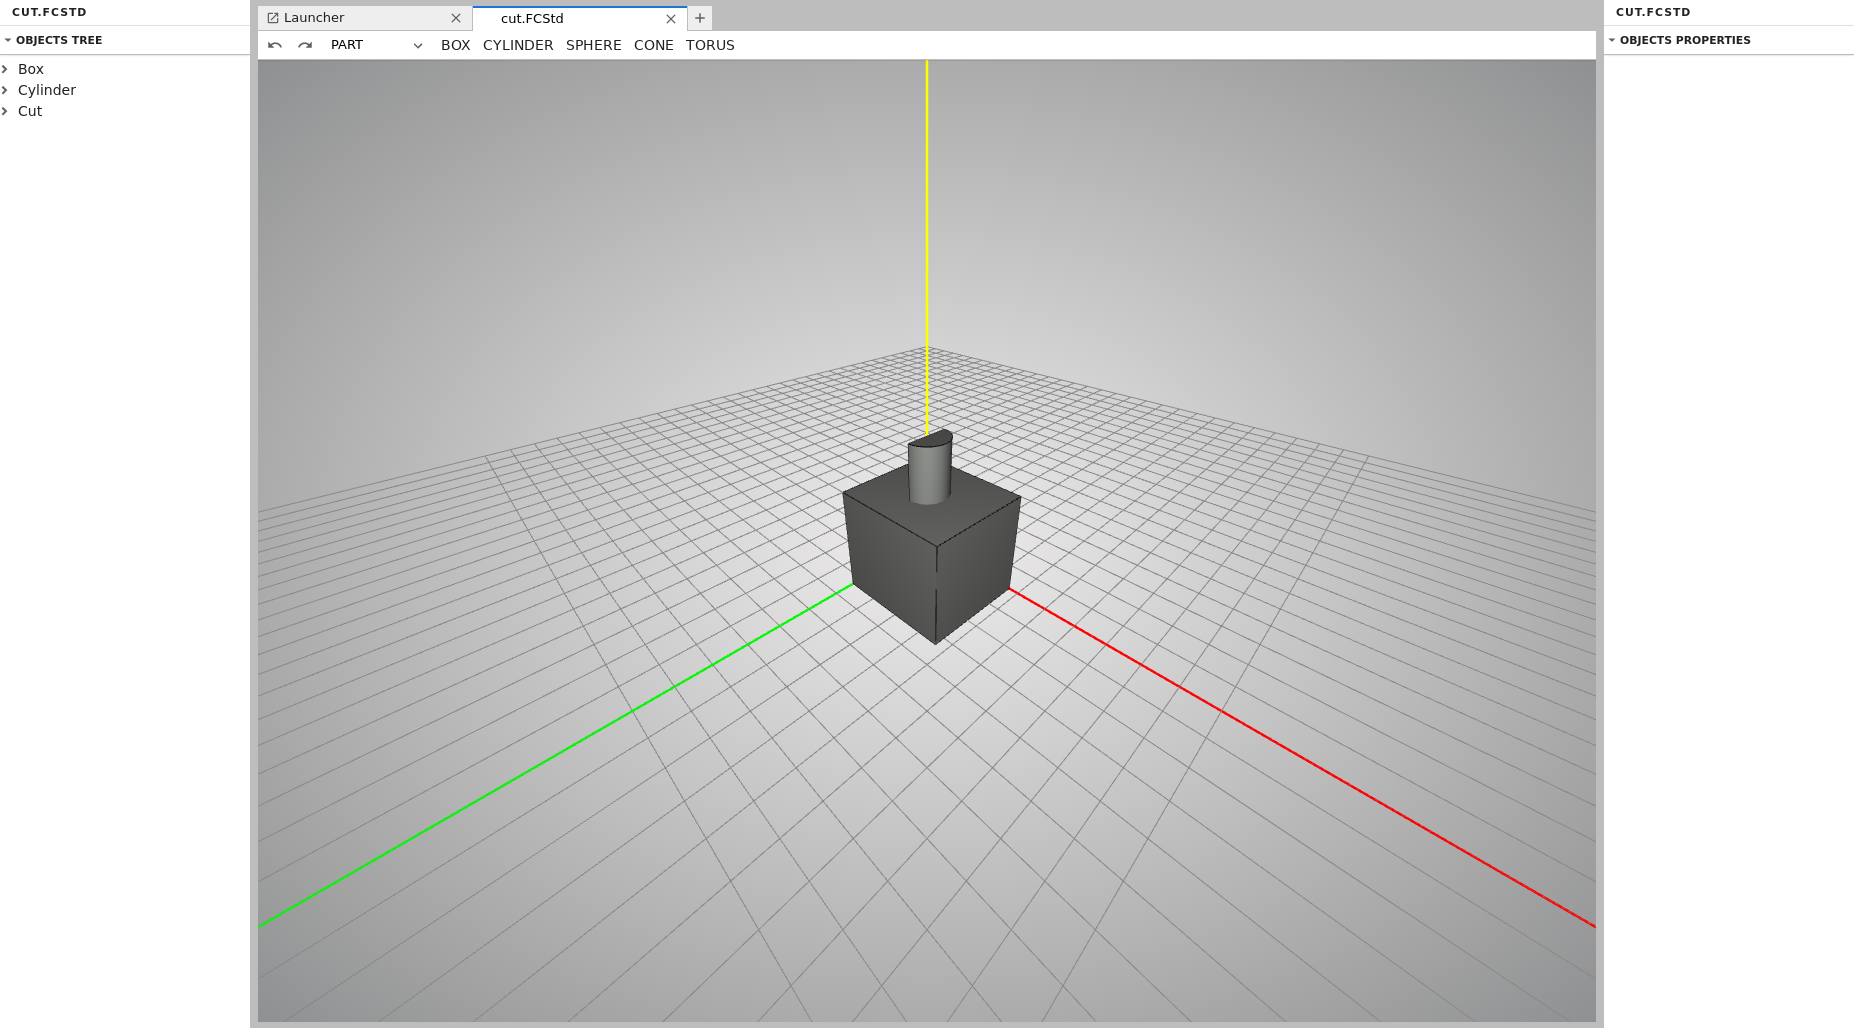 CUT.FCSTD
OBJECTS TREE
Box
Cylinder
Cut
Launcher
cut.FCStd
PART
BOX CYLINDER SPHERE CONE TORUS
CUT.FCSTD
OBJECTS PROPERTIES